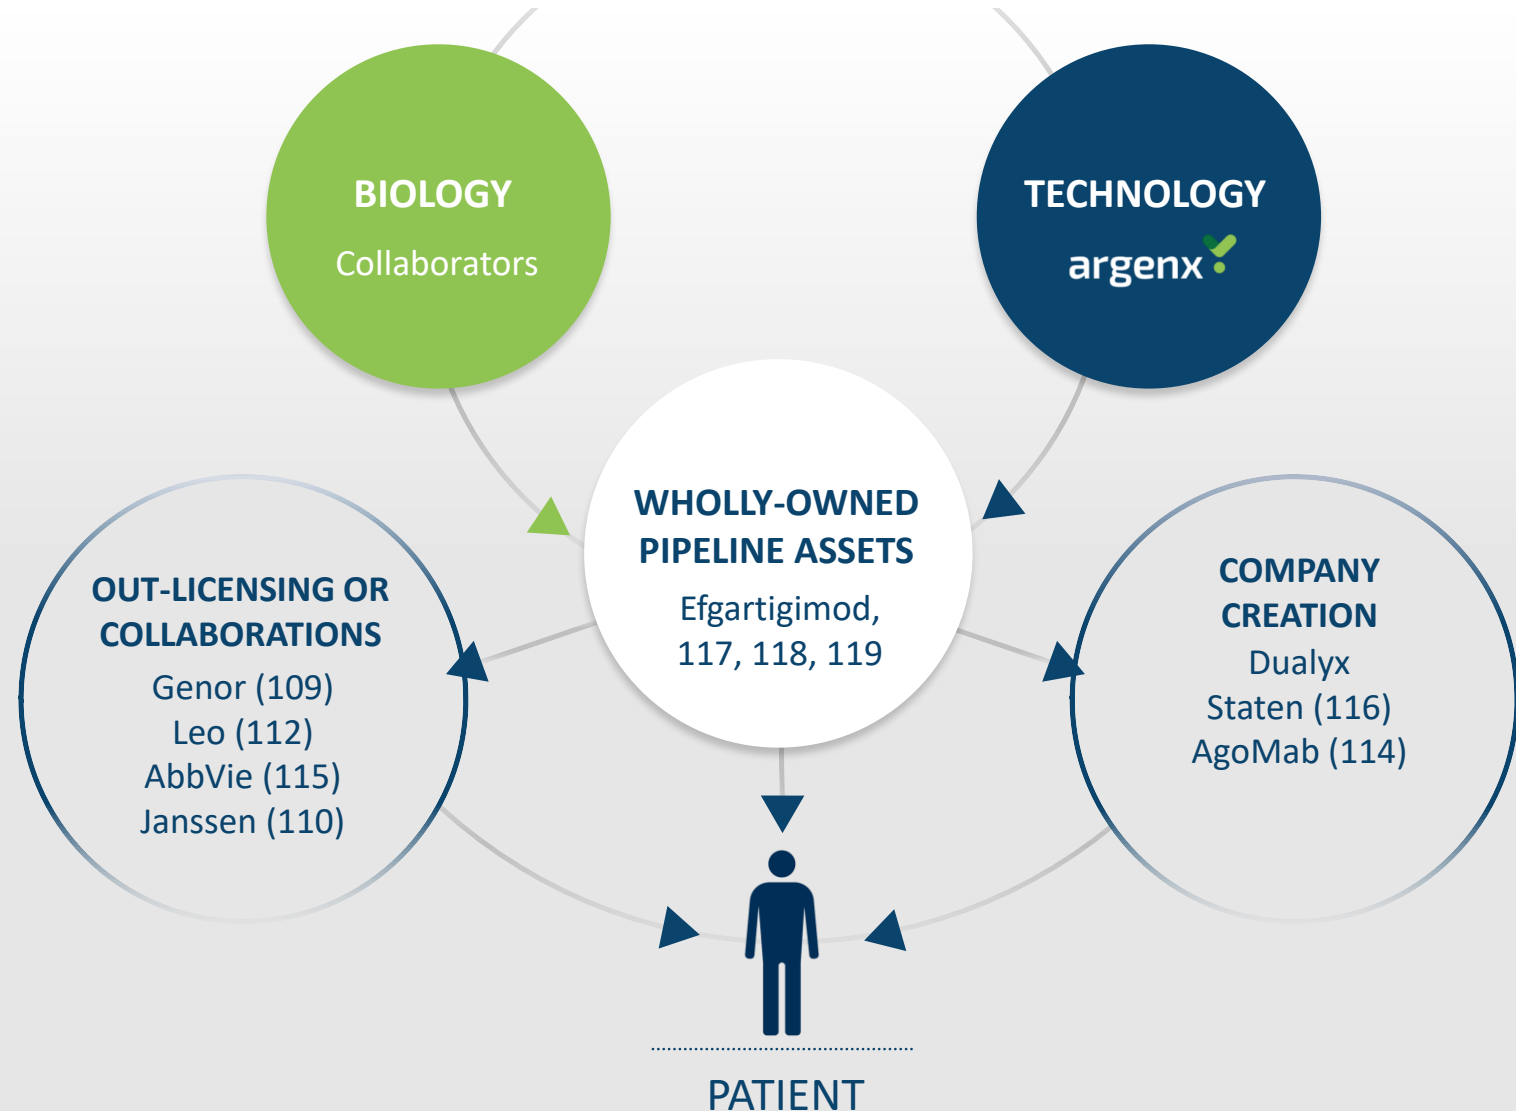 BIOLOGY
Collaborators
TECHNOLOGY
argenx
WHOLLY-OWNED
PIPELINE ASSETS
Efgartigimod,
117, 118, 119
OUT-LICENSING OR
COLLABORATIONS
Genor (109)
Leo (112)
AbbVie (115)
Janssen (110)
COMPANY
CREATION
Dualyx
Staten (116)
AgoMab (114)
PATIENT